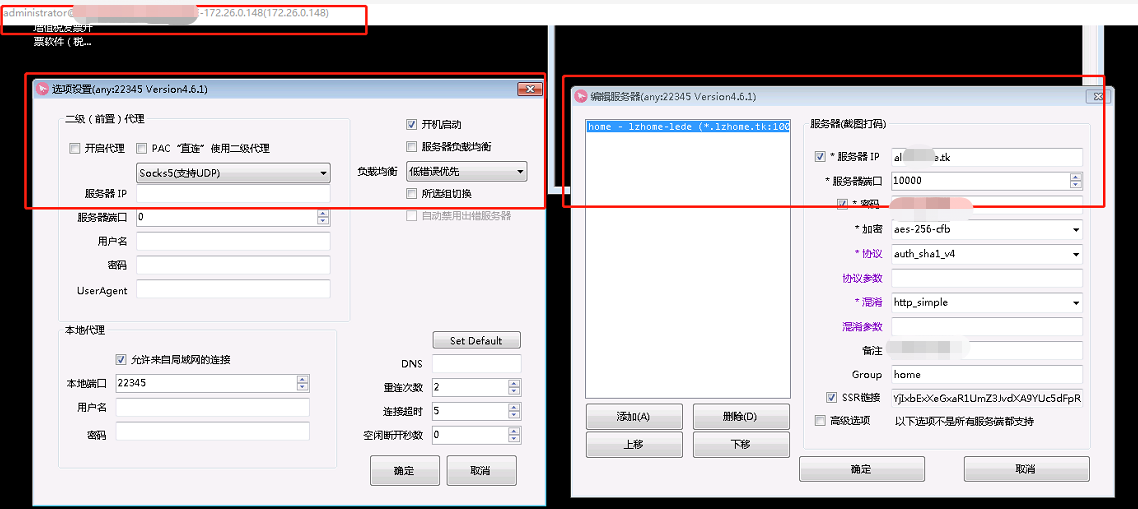 administrator@ -172.26.0.148(172.26.0.148)
增值税发票开
票软件（税...
选项设置(any:22345 Version4.6.1)
二级（前置）代理
开启代理
PAC “直连” 使用二级代理
Socks5(支持UDP)
服务器 IP
服务器端口
0
用户名
密码
UserAgent
开机启动
服务器负载均衡
负载均衡
低错误优先
所选组切换
自动禁用出错服务器
本地代理
允许来自局域网的连接
本地端口
22345
用户名
密码
Set Default
DNS
重连次数
2
连接超时
5
空闲断开秒数
0
确定
取消
编辑服务器(any:22345 Version4.6.1)
home - lzhome-lede (*.lzhome.tk:100
添加(A)
删除(D)
上移
下移
服务器(截图打码)
* 服务器 IP
al e.tk
* 服务器端口
10000
* 密码
* 加密
aes-256-cfb
* 协议
auth_sha1_v4
协议参数
* 混淆
http_simple
混淆参数
备注
Group
home
SSR链接
YjIxbExXeGxaR1UmZ3JvdXA9YUc5dFpR
高级选项
以下选项不是所有服务端都支持
确定
取消